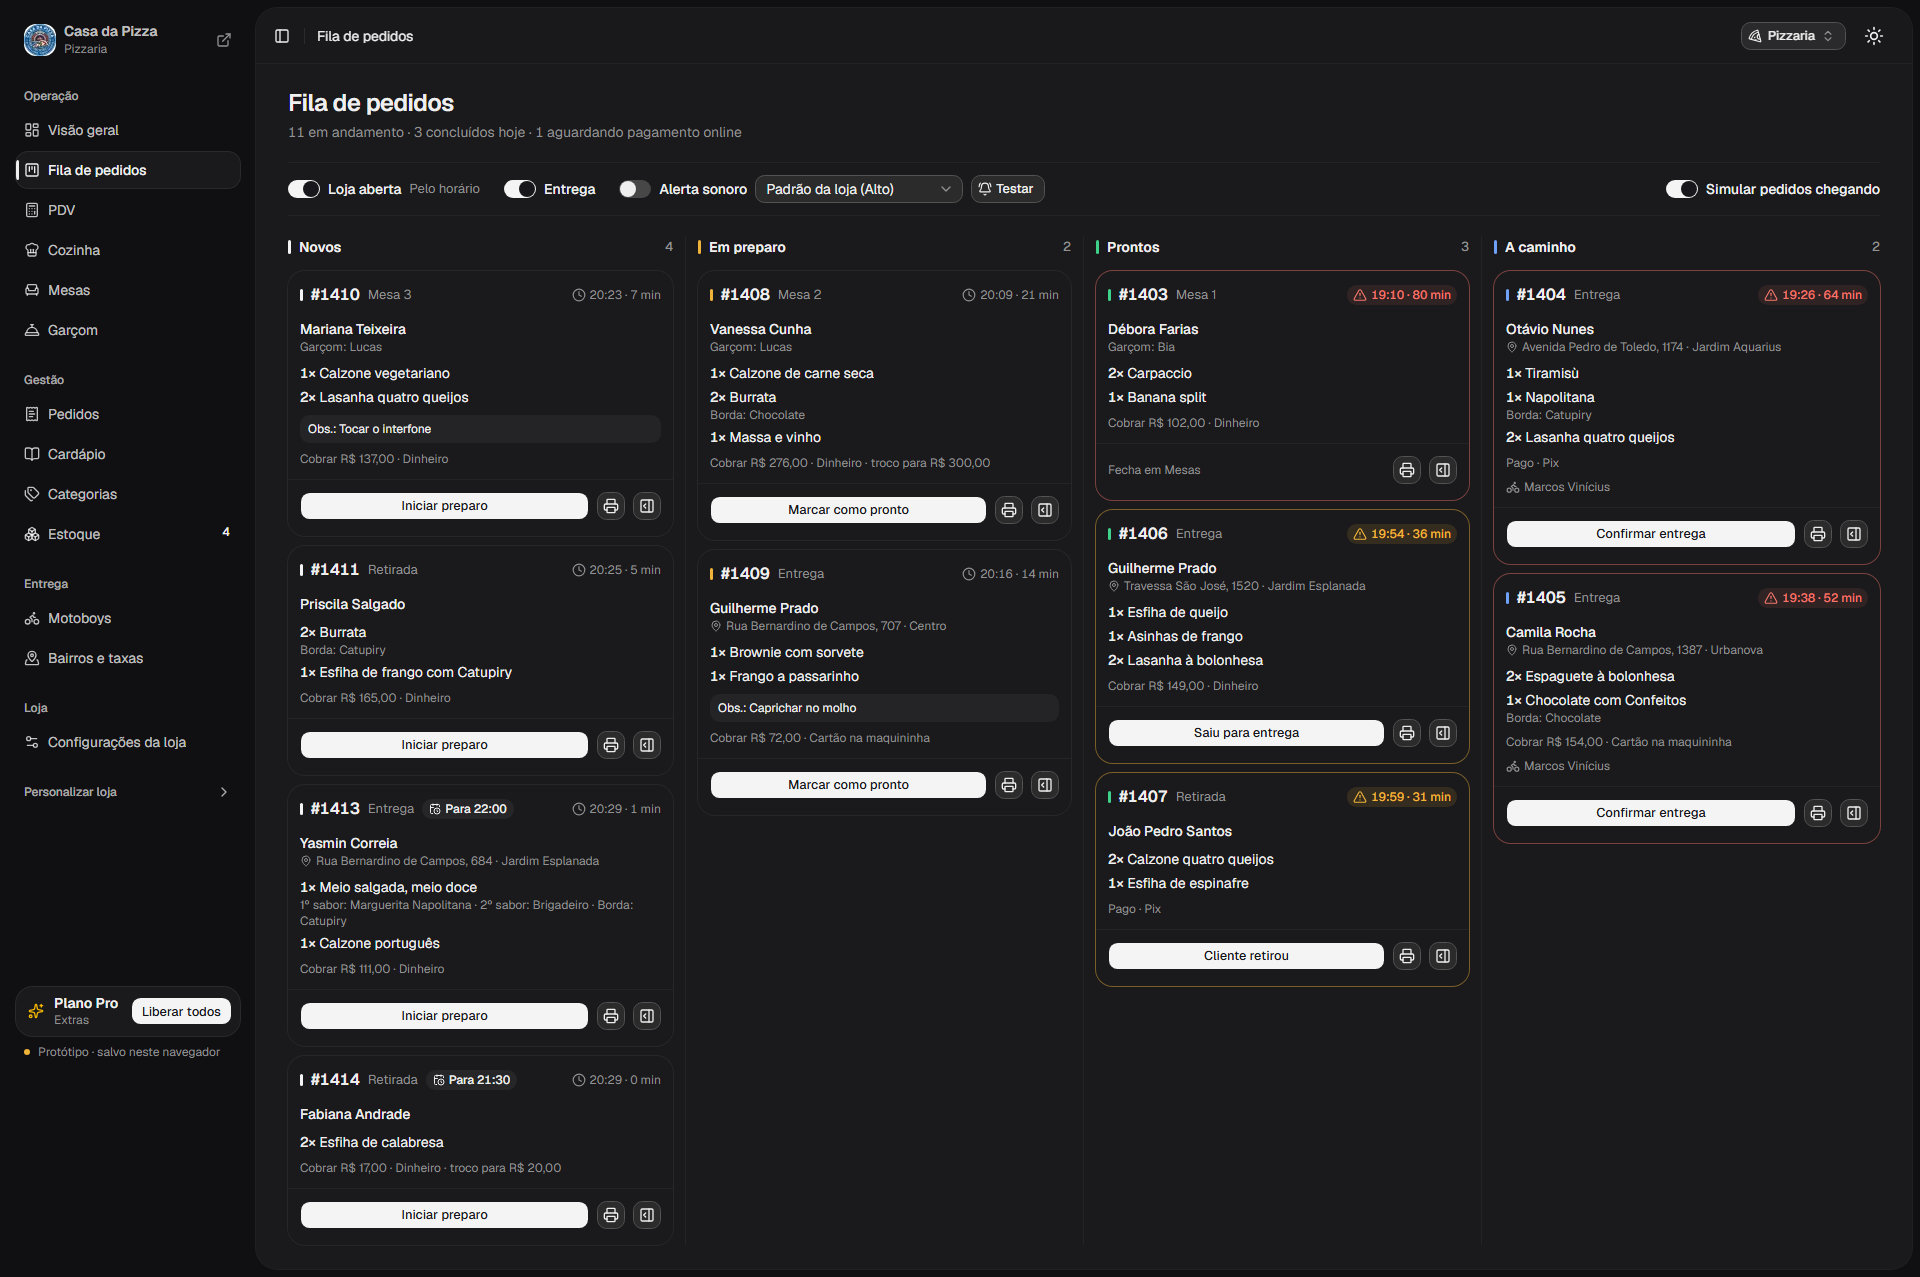 Casa da Pizza
Pizzaria
Operação
Visão geral
Fila de pedidos
PDV
Cozinha
Mesas
Garçom
Gestão
Pedidos
Cardápio
Categorias
Estoque 4
Entrega
Motoboys
Bairros e taxas
Loja
Configurações da loja
Personalizar loja
Plano Pro
Extras
Liberar todos
Protótipo · salvo neste navegador
Fila de pedidos
Pizzaria
Fila de pedidos
11 em andamento · 3 concluídos hoje · 1 aguardando pagamento online
Loja aberta Pelo horário Entrega Alerta sonoro Padrão da loja (Alto) Testar Simular pedidos chegando
Novos 4
#1410 Mesa 3 20:23 · 7 min
Mariana Teixeira
Garçom: Lucas
1× Calzone vegetariano
2× Lasanha quatro queijos
Obs.: Tocar o interfone
Cobrar R$ 137,00 · Dinheiro
Iniciar preparo
#1411 Retirada 20:25 · 5 min
Priscila Salgado
2× Burrata
Borda: Catupiry
1× Esfiha de frango com Catupiry
Cobrar R$ 165,00 · Dinheiro
Iniciar preparo
#1413 Entrega Para 22:00 20:29 · 1 min
Yasmin Correia
Rua Bernardino de Campos, 684 · Jardim Esplanada
1× Meio salgada, meio doce
1º sabor: Marguerita Napolitana · 2º sabor: Brigadeiro · Borda:
Catupiry
1× Calzone português
Cobrar R$ 111,00 · Dinheiro
Iniciar preparo
#1414 Retirada Para 21:30 20:29 · 0 min
Fabiana Andrade
2× Esfiha de calabresa
Cobrar R$ 17,00 · Dinheiro · troco para R$ 20,00
Iniciar preparo
Em preparo 2
#1408 Mesa 2 20:09 · 21 min
Vanessa Cunha
Garçom: Lucas
1× Calzone de carne seca
2× Burrata
Borda: Chocolate
1× Massa e vinho
Cobrar R$ 276,00 · Dinheiro · troco para R$ 300,00
Marcar como pronto
#1409 Entrega 20:16 · 14 min
Guilherme Prado
Rua Bernardino de Campos, 707 · Centro
1× Brownie com sorvete
1× Frango a passarinho
Obs.: Caprichar no molho
Cobrar R$ 72,00 · Cartão na maquininha
Marcar como pronto
Prontos 3
#1403 Mesa 1 19:10 · 80 min
Débora Farias
Garçom: Bia
2× Carpaccio
1× Banana split
Cobrar R$ 102,00 · Dinheiro
Fecha em Mesas
#1406 Entrega 19:54 · 36 min
Guilherme Prado
Travessa São José, 1520 · Jardim Esplanada
1× Esfiha de queijo
1× Asinhas de frango
2× Lasanha à bolonhesa
Cobrar R$ 149,00 · Dinheiro
Saiu para entrega
#1407 Retirada 19:59 · 31 min
João Pedro Santos
2× Calzone quatro queijos
1× Esfiha de espinafre
Pago · Pix
Cliente retirou
A caminho 2
#1404 Entrega 19:26 · 64 min
Otávio Nunes
Avenida Pedro de Toledo, 1174 · Jardim Aquarius
1× Tiramisù
1× Napolitana
Borda: Catupiry
2× Lasanha quatro queijos
Pago · Pix
Marcos Vinícius
Confirmar entrega
#1405 Entrega 19:38 · 52 min
Camila Rocha
Rua Bernardino de Campos, 1387 · Urbanova
2× Espaguete à bolonhesa
1× Chocolate com Confeitos
Borda: Chocolate
Cobrar R$ 154,00 · Cartão na maquininha
Marcos Vinícius
Confirmar entrega